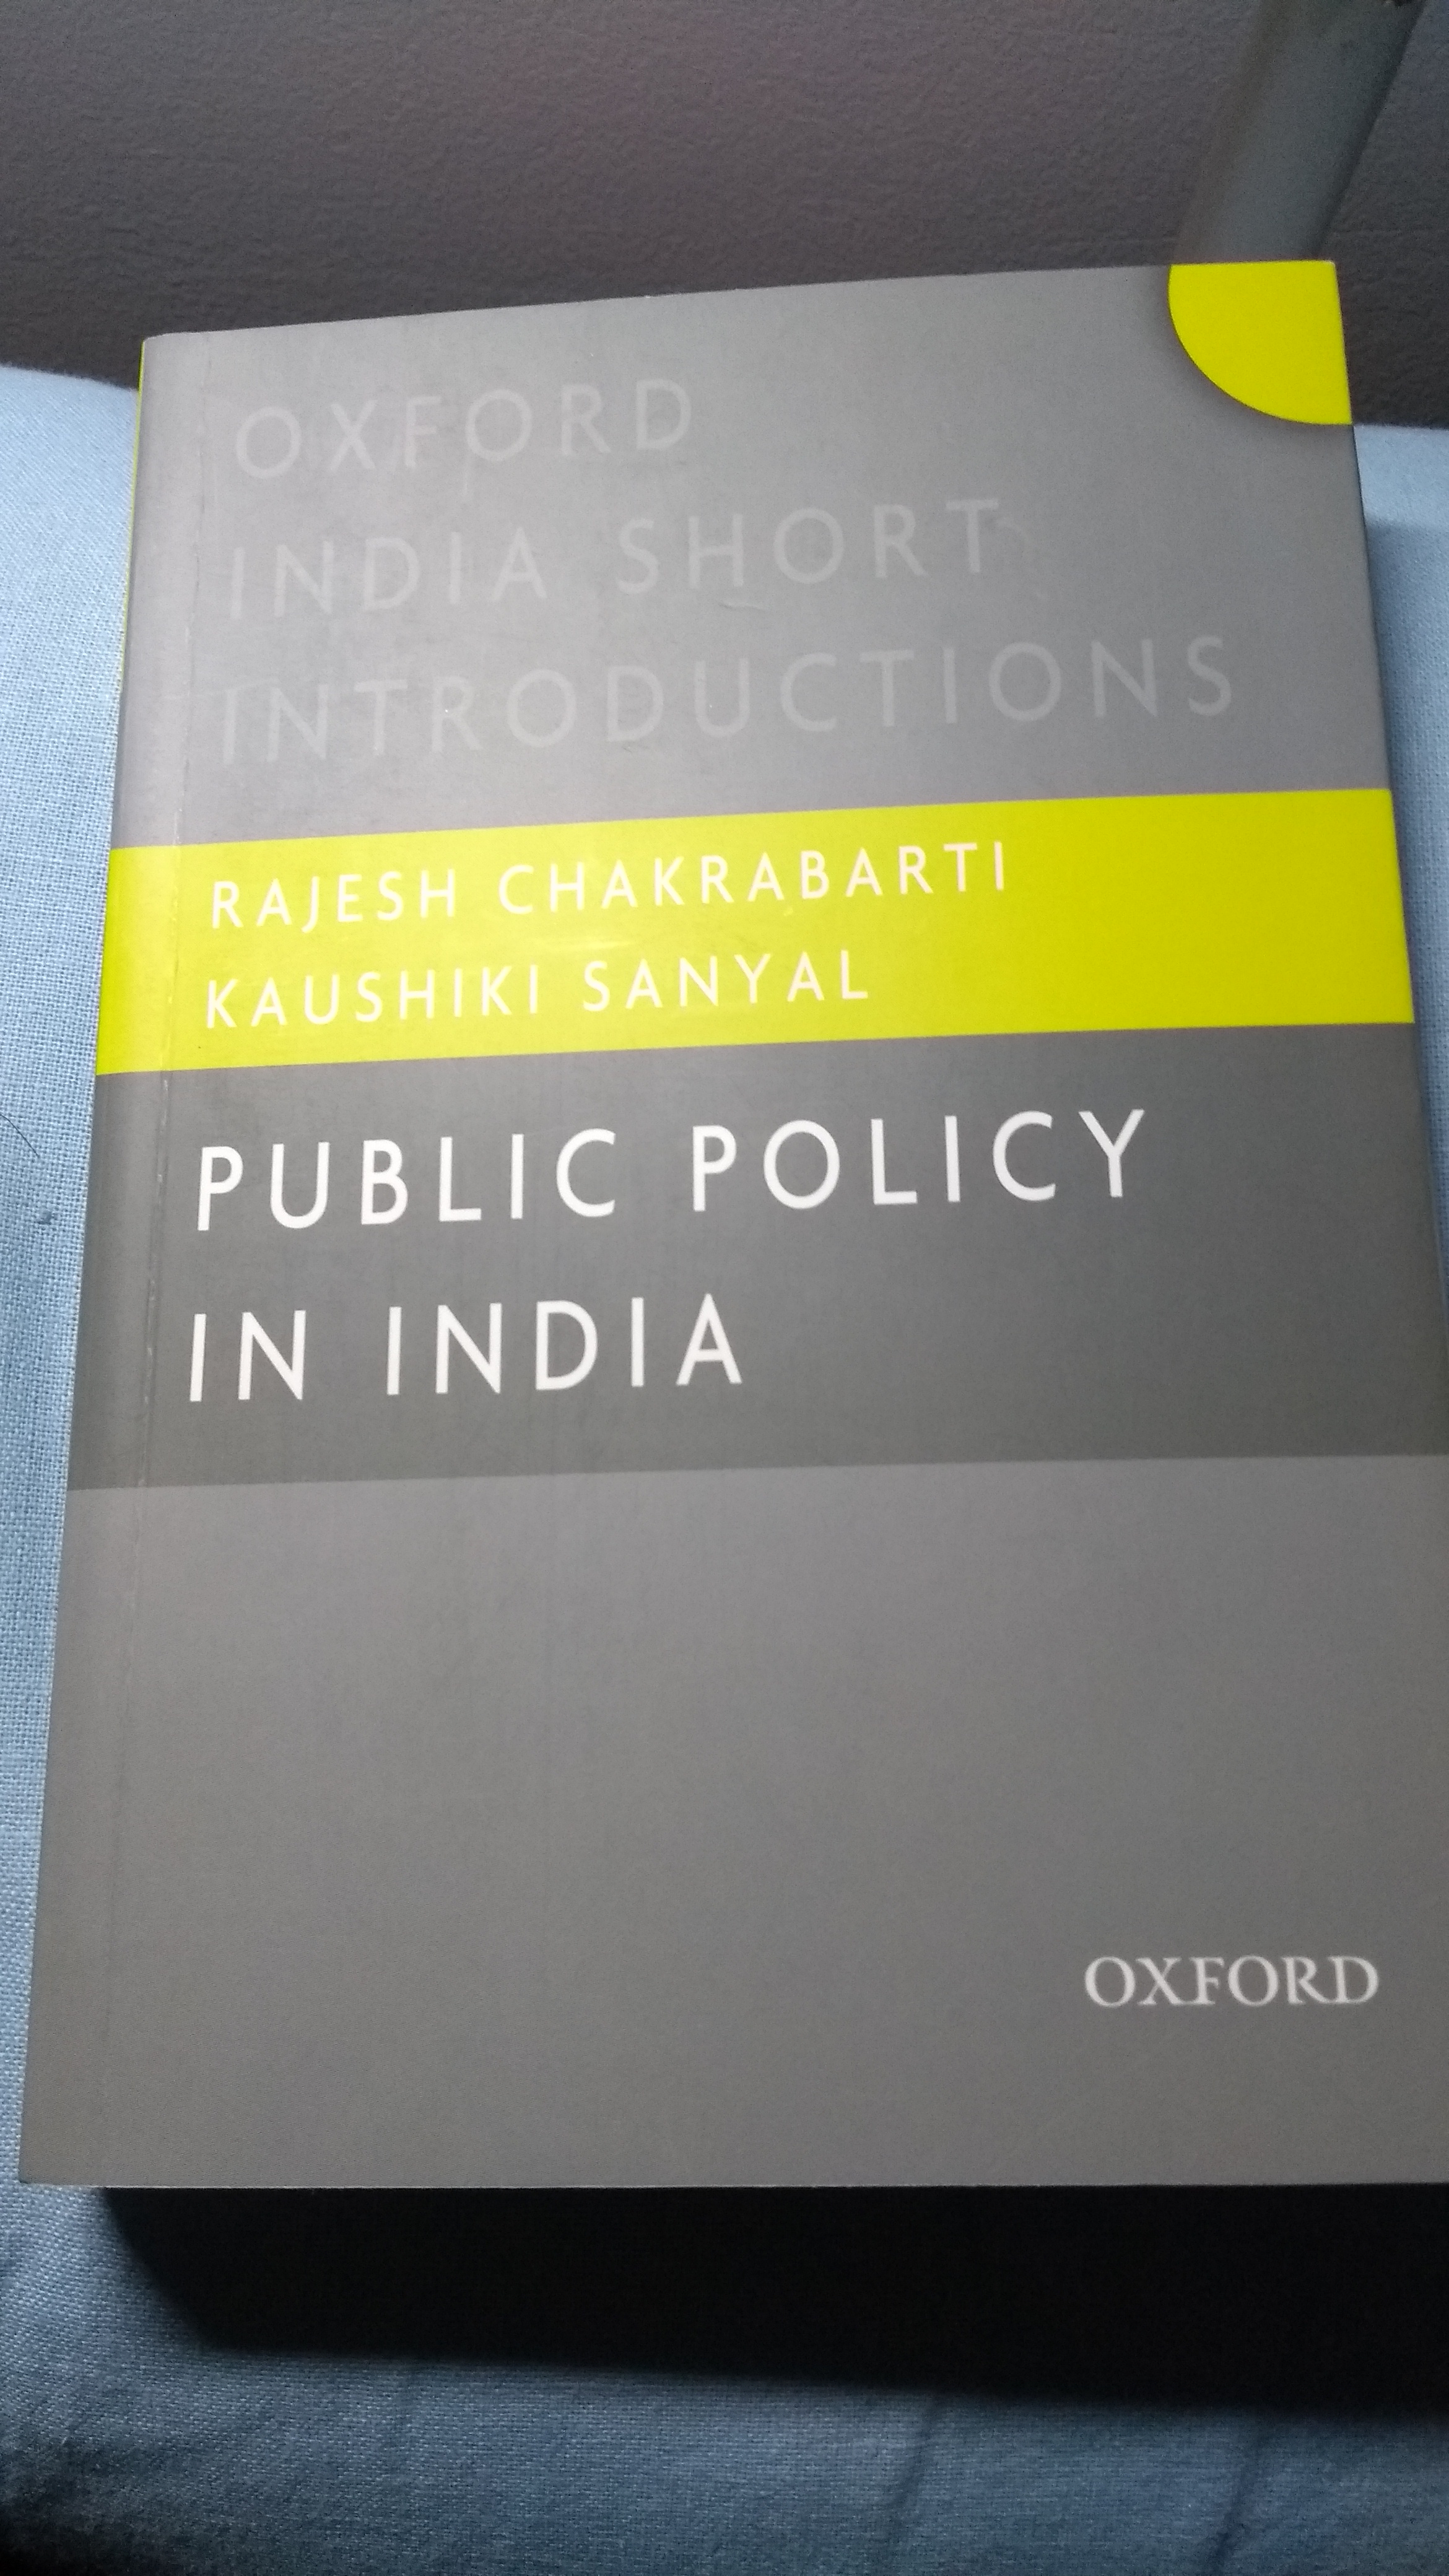 OXFORD
INDIA SHORT
INTRODUCTIONS
RAJESH CHAKRABARTI
KAUSHIKI SANYAL
PUBLIC POLICY
IN INDIA
OXFORD